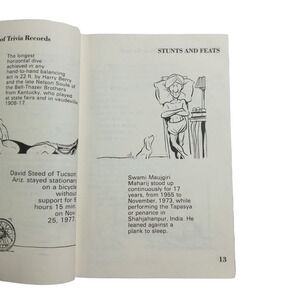 of Trivia Records
The longest
horizontal dive
achieved in any
hand-to-hand balancing
act is 22 ft. by Harry Berry
and the late Nelson Soule of
the Bell-Thazer Brothers
from Kentucky, who played
at state fairs and in vaudeville
1908-17.
David Steed of Tucson,
Ariz. stayed stationary
on a bicycle
without
support for 9
hours 15 min.
on Nov.
25, 1977.
STUNTS AND FEATS
Swami Maujgiri
Maharij stood up
continuously for 17
years, from 1955 to
November, 1973, while
performing the Tapasya
or penance in
Shahjahanpur, India. He
leaned against a
plank to sleep.
13